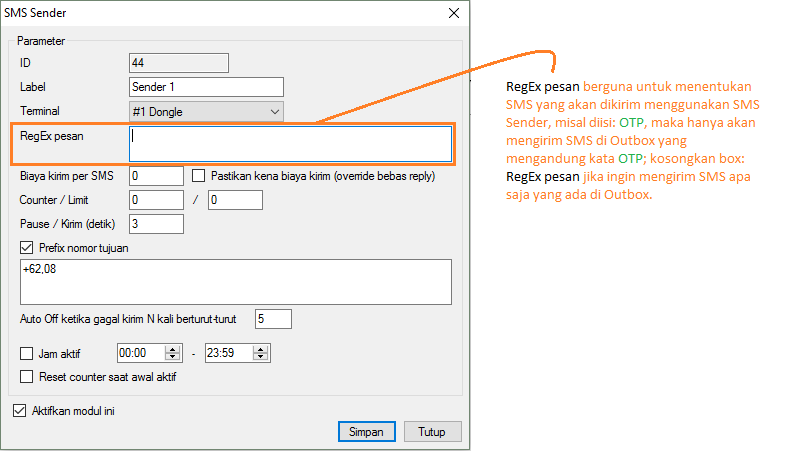 SMS Sender
Parameter
ID 44
Label Sender 1
Terminal #1 Dongle
RegEx pesan
Biaya kirim per SMS 0 Pastikan kena biaya kirim (override bebas reply)
Counter / Limit 0 / 0
Pause / Kirim (detik) 3
Prefix nomor tujuan
+62,08
Auto Off ketika gagal kirim N kali berturut-turut 5
Jam aktif 00:00 - 23:59
Reset counter saat awal aktif
Aktifkan modul ini
Simpan Tutup
RegEx pesan berguna untuk menentukan
SMS yang akan dikirim menggunakan SMS
Sender, misal diisi: OTP, maka hanya akan
mengirim SMS di Outbox yang
mengandung kata OTP; kosongkan box:
RegEx pesan jika ingin mengirim SMS apa
saja yang ada di Outbox.